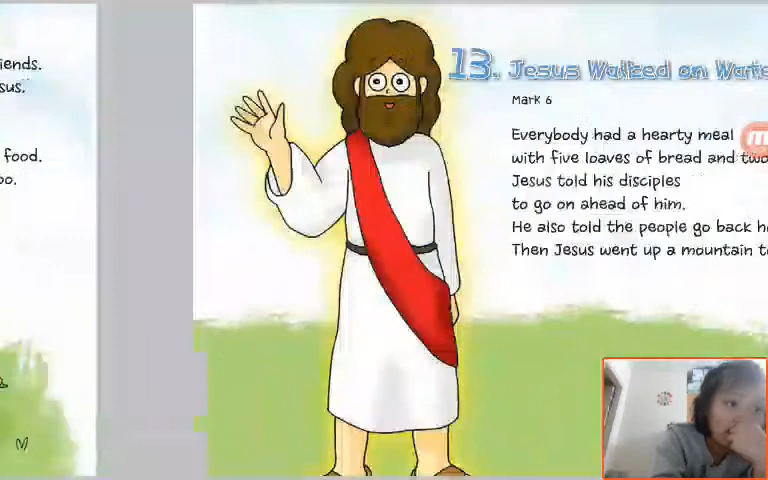 iends.
sus.
food.
oo.
13. Jesus Walked on Wate
Mark 6
Everybody had a hearty meal
with five loaves of bread and two
Jesus told his disciples
to go on ahead of him.
He also told the people go back h
Then Jesus went up a mountain t